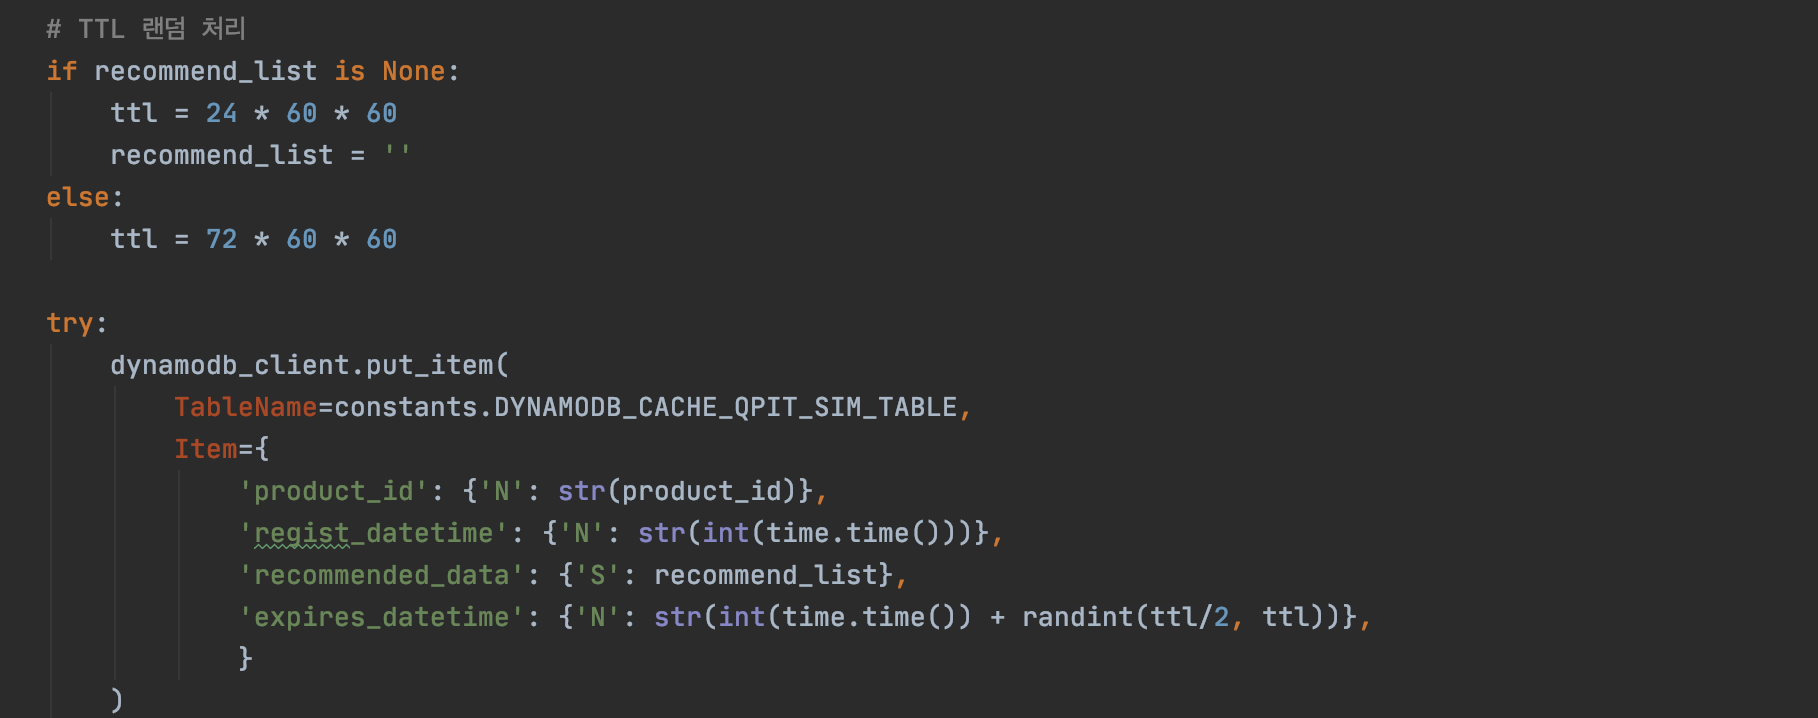 # TTL 랜덤 처리
if recommend_list is None:
    ttl = 24 * 60 * 60
    recommend_list = ''
else:
    ttl = 72 * 60 * 60
try:
    dynamodb_client.put_item(
        TableName=constants.DYNAMODB_CACHE_QPIT_SIM_TABLE,
        Item={
            'product_id': {'N': str(product_id)},
            'regist_datetime': {'N': str(int(time.time()))},
            'recommended_data': {'S': recommend_list},
            'expires_datetime': {'N': str(int(time.time()) + randint(ttl/2, ttl))},
            }
    )